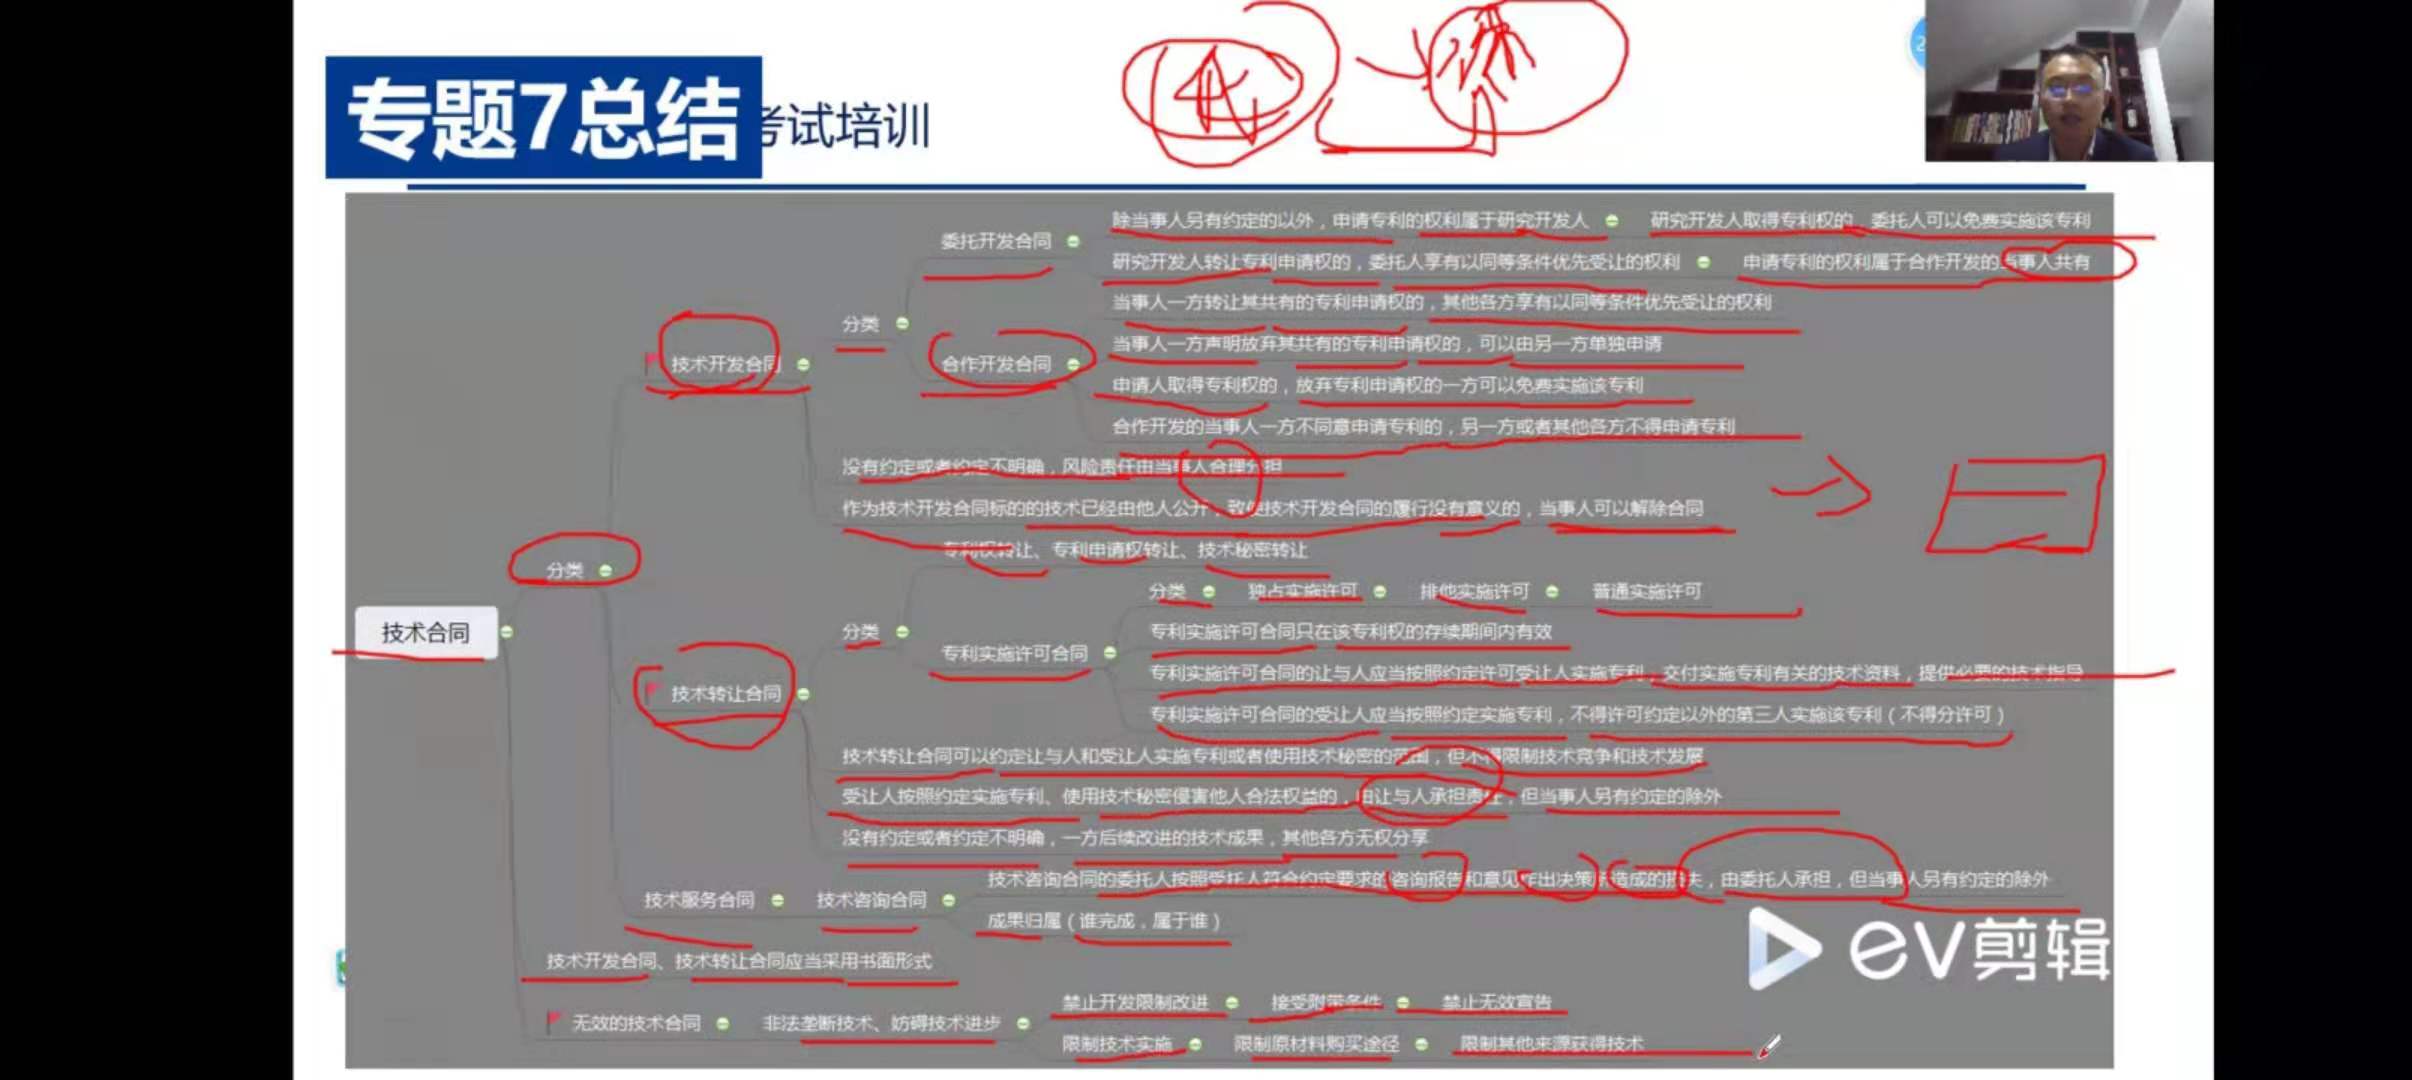 专题7总结
考试培训
委托开发合同
除当事人另有约定的以外，申请专利的权利属于研究开发人
研究开发人取得专利权的，委托人可以免费实施该专利
研究开发人转让专利申请权的，委托人享有以同等条件优先受让的权利
申请专利的权利属于合作开发的当事人共有
当事人一方转让其共有的专利申请权的，其他各方享有以同等条件优先受让的权利
分类
当事人一方声明放弃其共有的专利申请权的，可以由另一方单独申请
技术开发合同
合作开发合同
申请人取得专利权的，放弃专利申请权的一方可以免费实施该专利
合作开发的当事人一方不同意申请专利的，另一方或者其他各方不得申请专利
没有约定或者约定不明确，风险责任由当事人合理分担
作为技术开发合同标的的技术已经由他人公开，致使技术开发合同的履行没有意义的，当事人可以解除合同
专利权转让、专利申请权转让、技术秘密转让
分类
分类
独占实施许可
排他实施许可
普通实施许可
技术合同
分类
专利实施许可合同只在该专利权的存续期间内有效
专利实施许可合同
专利实施许可合同的让与人应当按照约定许可受让人实施专利，交付实施专利有关的技术资料，提供必要的技术指导
技术转让合同
专利实施许可合同的受让人应当按照约定实施专利，不得许可约定以外的第三人实施该专利（不得分许可）
技术转让合同可以约定让与人和受让人实施专利或者使用技术秘密的范围，但不得限制技术竞争和技术发展
受让人按照约定实施专利、使用技术秘密侵害他人合法权益的，由让与人承担责任，但当事人另有约定的除外
没有约定或者约定不明确，一方后续改进的技术成果，其他各方无权分享
技术服务合同
技术咨询合同
技术咨询合同的委托人按照受托人符合约定要求的咨询报告和意见作出决策所造成的损失，由委托人承担，但当事人另有约定的除外
成果归属（谁完成，属于谁）
技术开发合同、技术转让合同应当采用书面形式
无效的技术合同
非法垄断技术、妨碍技术进步
禁止开发限制改进
接受附带条件
禁止无效宣告
限制技术实施
限制原材料购买途径
限制其他来源获得技术
EV剪辑